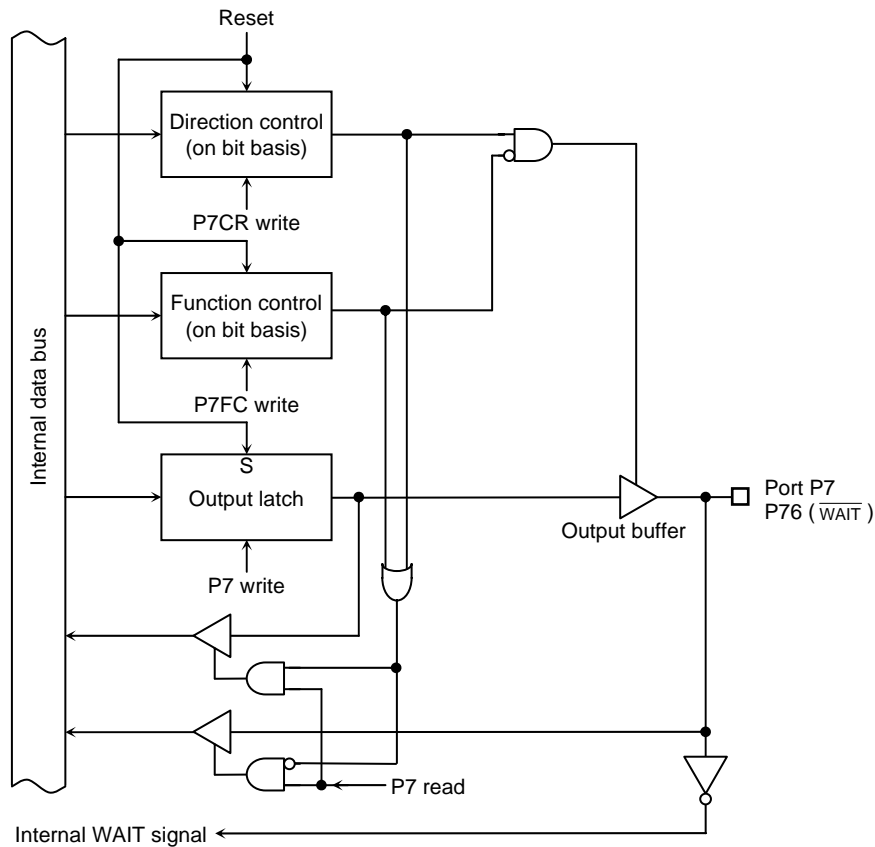 Reset
Direction control
(on bit basis)
P7CR write
Function control
(on bit basis)
P7FC write
Internal data bus
S
Output latch
P7 write
Output buffer
Port P7
P76 ( W̅A̅I̅T̅ )
P7 read
Internal WAIT signal